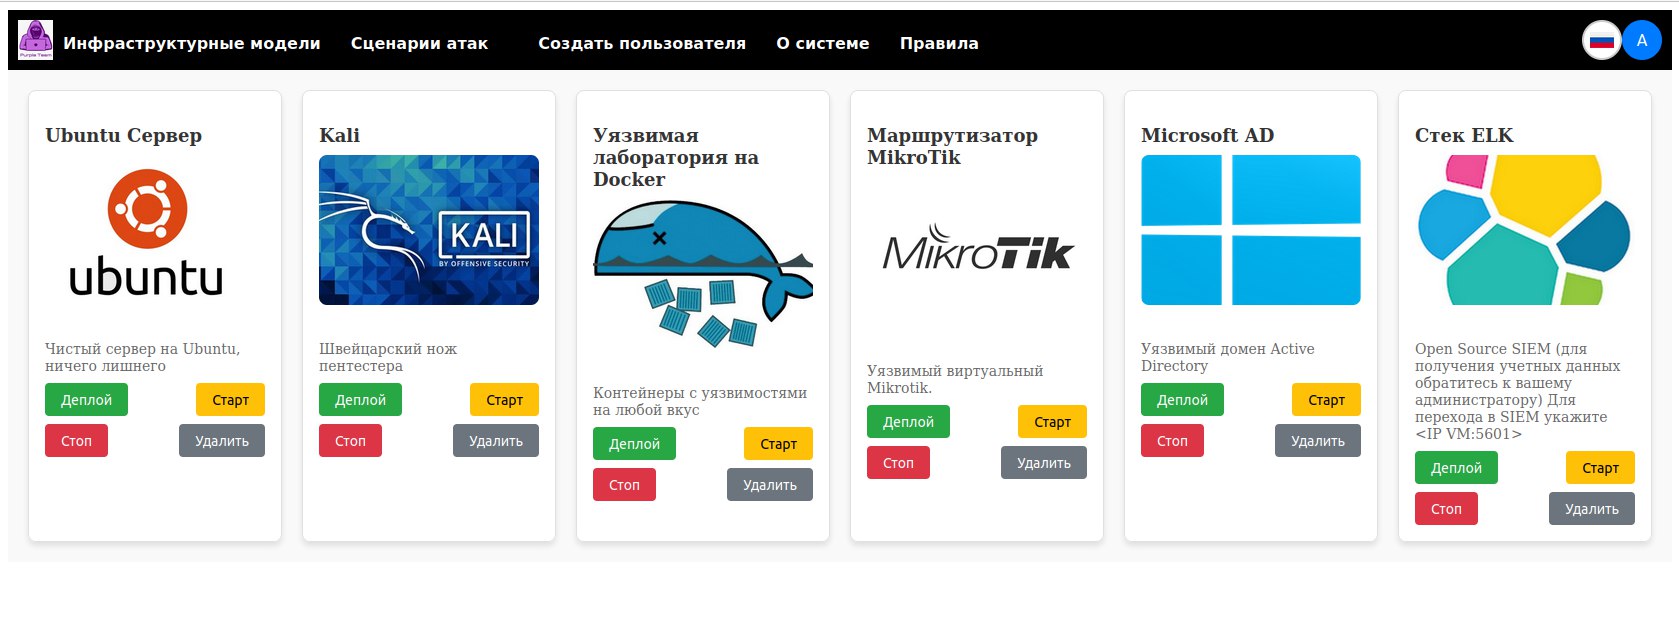 Инфраструктурные модели Сценарии атак Создать пользователя О системе Правила A
Purple Team
Ubuntu Сервер
ubuntu
Чистый сервер на Ubuntu,
ничего лишнего
Деплой Старт
Стоп Удалить
Kali
KALI
BY OFFENSIVE SECURITY
Швейцарский нож
пентестера
Деплой Старт
Стоп Удалить
Уязвимая
лаборатория на
Docker
Контейнеры с уязвимостями
на любой вкус
Деплой Старт
Стоп Удалить
Маршрутизатор
MikroTik
MikroTik
Уязвимый виртуальный
Mikrotik.
Деплой Старт
Стоп Удалить
Microsoft AD
Уязвимый домен Active
Directory
Деплой Старт
Стоп Удалить
Стек ELK
Open Source SIEM (для
получения учетных данных
обратитесь к вашему
администратору) Для
перехода в SIEM укажите
<IP VM:5601>
Деплой Старт
Стоп Удалить